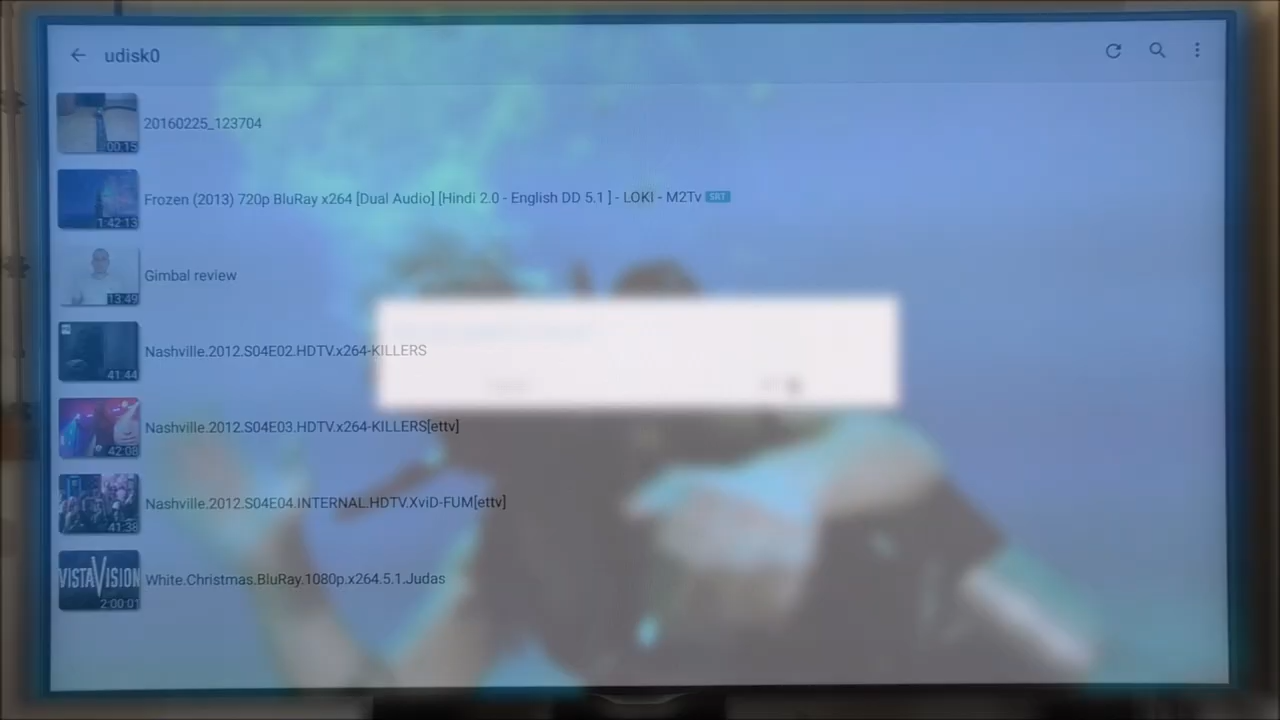 udisk0
00:15
20160225_123704
1:42:13
Frozen (2013) 720p BluRay x264 [Dual Audio] [Hindi 2.0 - English DD 5.1 ] - LOKI - M2Tv SRT
13:49
Gimbal review
41:44
Nashville.2012.S04E02.HDTV.x264-KILLERS
42:08
Nashville.2012.S04E03.HDTV.x264-KILLERS[ettv]
41:38
Nashville.2012.S04E04.INTERNAL.HDTV.XviD-FUM[ettv]
VISTAVISION
2:00:01
White.Christmas.BluRay.1080p.x264.5.1.Judas